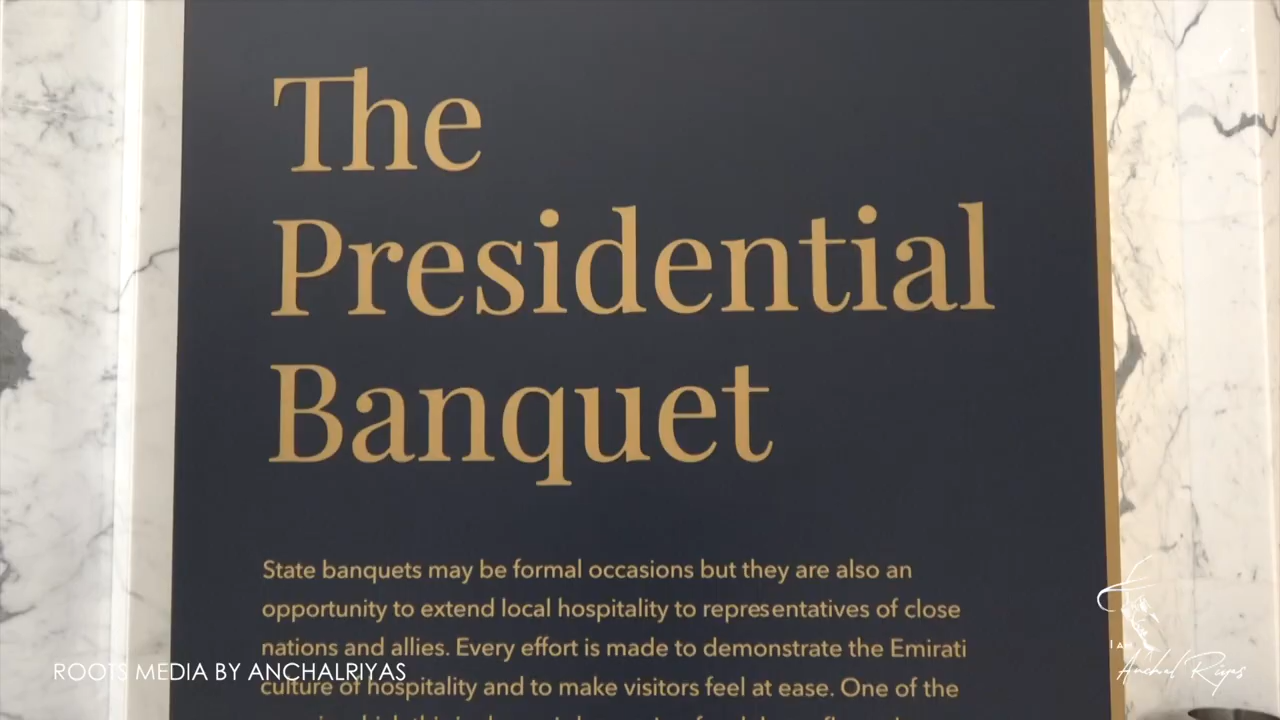 The
Presidential
Banquet
State banquets may be formal occasions but they are also an
opportunity to extend local hospitality to representatives of close
nations and allies. Every effort is made to demonstrate the Emirati
culture of hospitality and to make visitors feel at ease. One of the
ROOTS MEDIA BY ANCHALRIYAS
I AM
Anchal Riyas